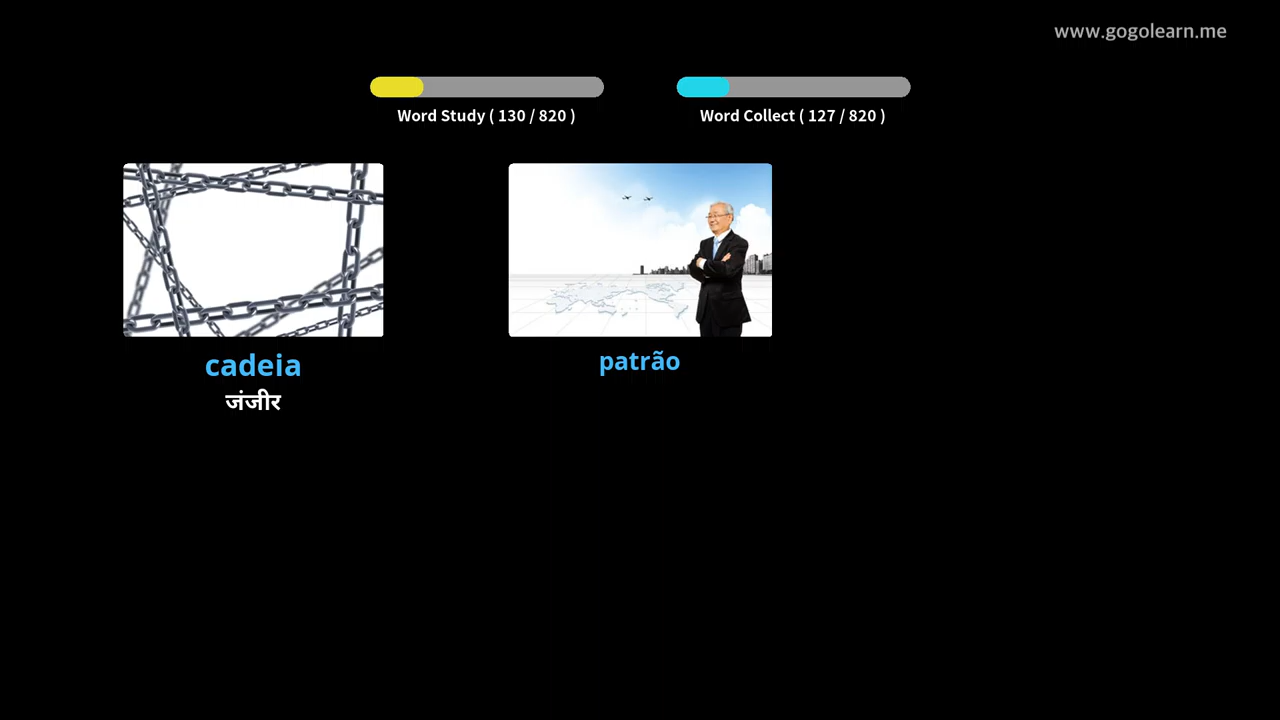 www.gogolearn.me
Word Study ( 130 / 820 )
Word Collect ( 127 / 820 )
cadeia
जंजीर
patrão